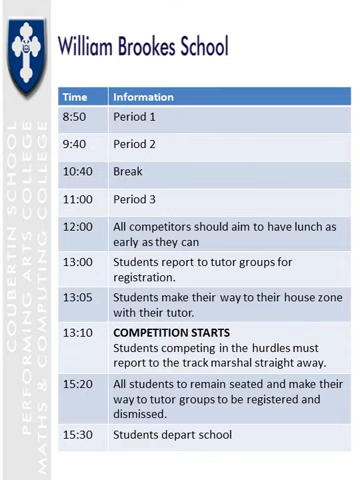 William Brookes School
COUBERTIN SCHOOL
PERFORMING ARTS COLLEGE
MATHS & COMPUTING COLLEGE
Time Information
8:50 Period 1
9:40 Period 2
10:40 Break
11:00 Period 3
12:00 All competitors should aim to have lunch as
early as they can
13:00 Students report to tutor groups for
registration.
13:05 Students make their way to their house zone
with their tutor.
13:10 COMPETITION STARTS
Students competing in the hurdles must
report to the track marshal straight away.
15:20 All students to remain seated and make their
way to tutor groups to be registered and
dismissed.
15:30 Students depart school